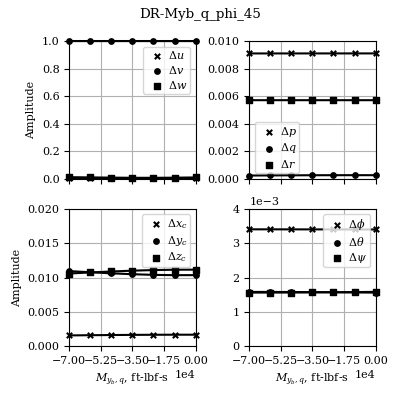 DR-Myb_q_phi_45
Amplitude
1.0
0.8
0.6
0.4
0.2
0.0
Δu
Δv
Δw
0.010
0.008
0.006
0.004
0.002
0.000
Δp
Δq
Δr
Amplitude
0.020
0.015
0.010
0.005
0.000
Δx_c
Δy_c
Δz_c
−7.00 −5.25 −3.50 −1.75 0.00
1e4
M_{y_b,q}, ft-lbf-s
1e−3
4
3
2
1
0
Δϕ
Δθ
Δψ
−7.00 −5.25 −3.50 −1.75 0.00
1e4
M_{y_b,q}, ft-lbf-s